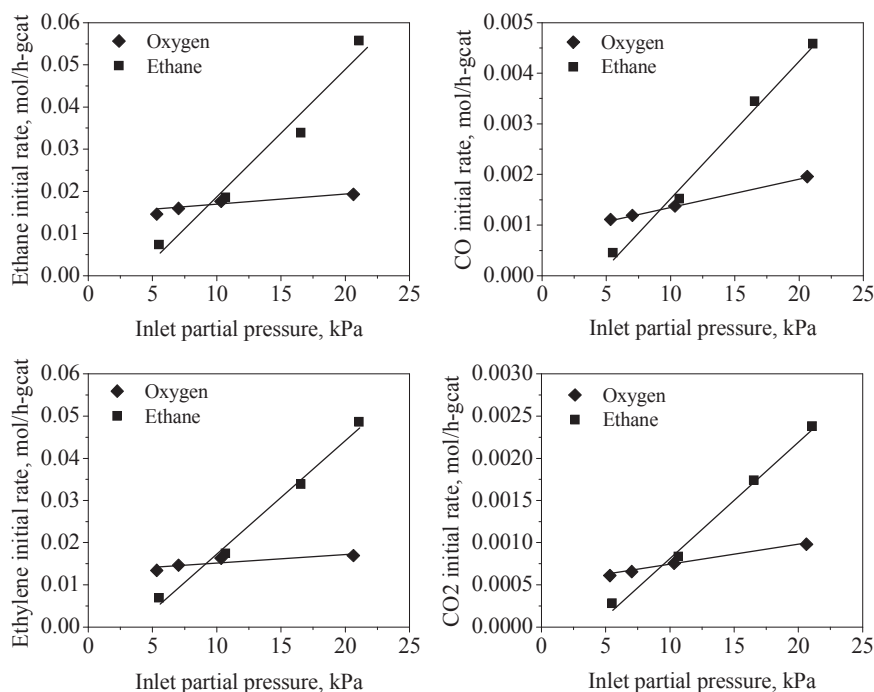 Ethane initial rate, mol/h-gcat
0.06
0.05
0.04
0.03
0.02
0.01
0.00
Oxygen
Ethane
0 5 10 15 20 25
Inlet partial pressure, kPa
CO initial rate, mol/h-gcat
0.005
0.004
0.003
0.002
0.001
0.000
Oxygen
Ethane
0 5 10 15 20 25
Inlet partial pressure, kPa
Ethylene initial rate, mol/h-gcat
0.06
0.05
0.04
0.03
0.02
0.01
0.00
Oxygen
Ethane
0 5 10 15 20 25
Inlet partial pressure, kPa
CO2 initial rate, mol/h-gcat
0.0030
0.0025
0.0020
0.0015
0.0010
0.0005
0.0000
Oxygen
Ethane
0 5 10 15 20 25
Inlet partial pressure, kPa